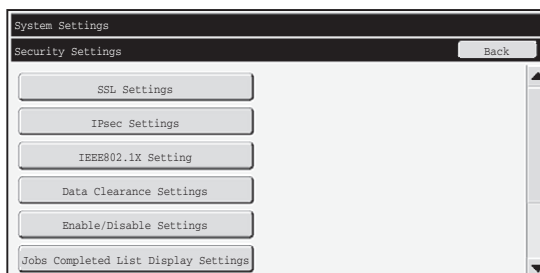 System Settings
Security Settings
Back
SSL Settings
IPsec Settings
IEEE802.1X Setting
Data Clearance Settings
Enable/Disable Settings
Jobs Completed List Display Settings